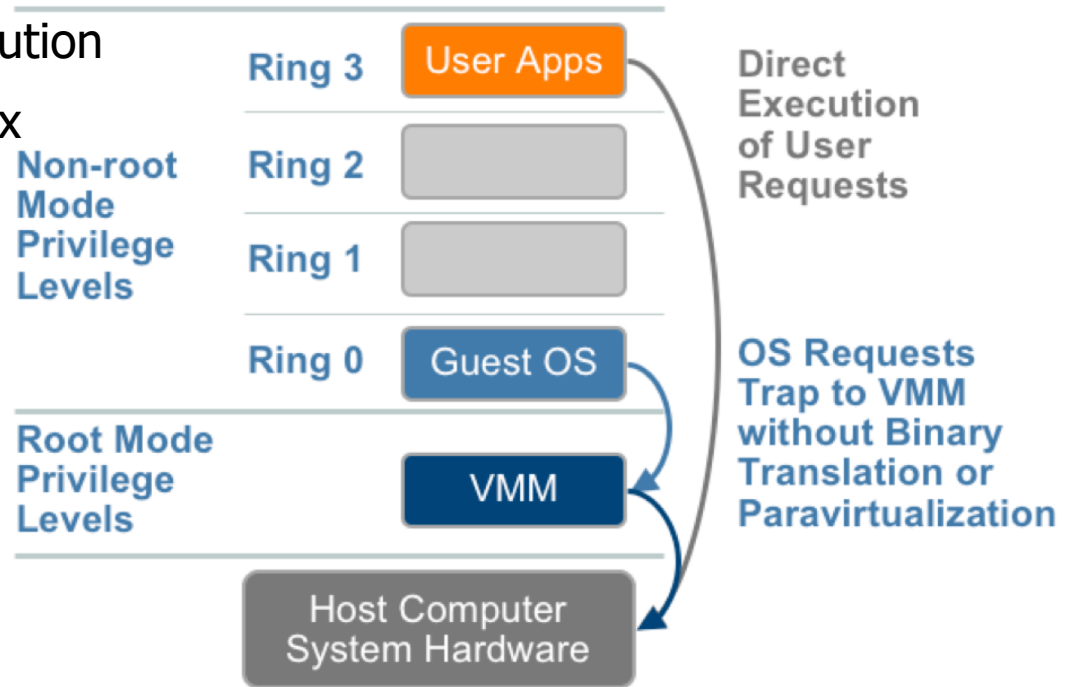 ution
x
Ring 3
User Apps
Direct
Execution
of User
Requests
Non-root
Mode
Privilege
Levels
Ring 2
Ring 1
Ring 0
Guest OS
OS Requests
Trap to VMM
without Binary
Translation or
Paravirtualization
Root Mode
Privilege
Levels
VMM
Host Computer
System Hardware